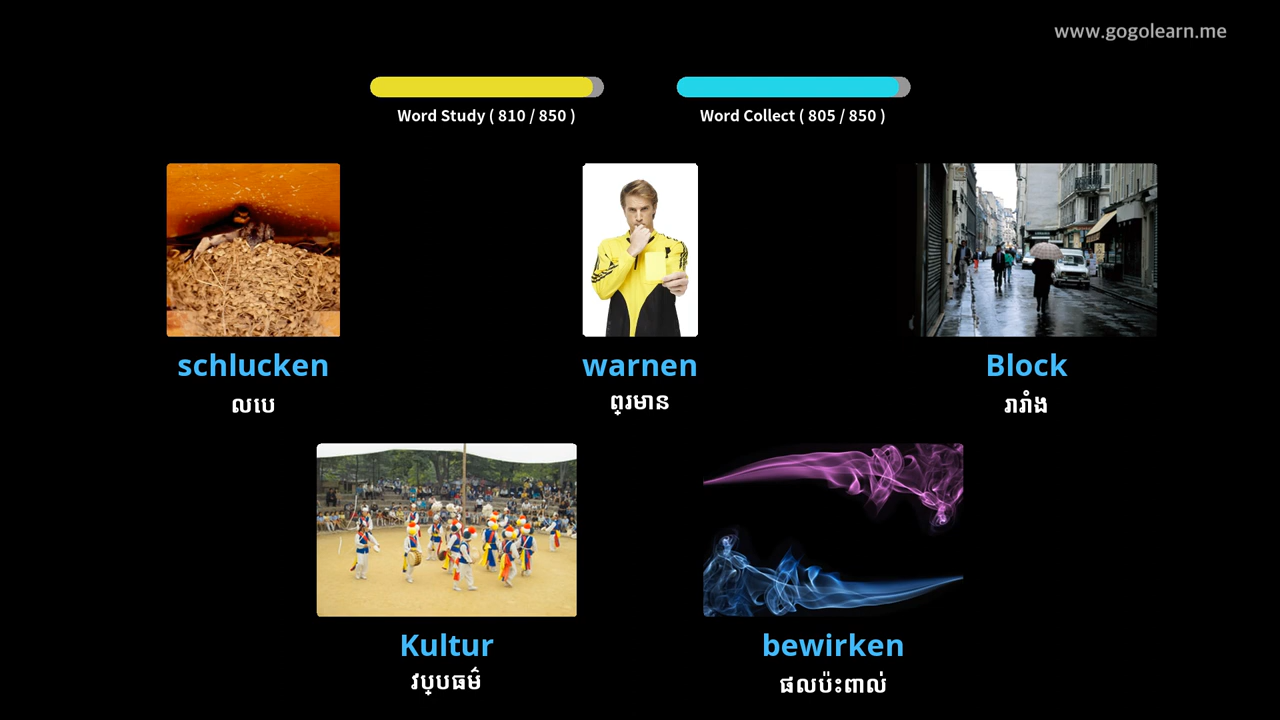 www.gogolearn.me
Word Study ( 810 / 850 )
Word Collect ( 805 / 850 )
schlucken
លបេ
warnen
ព្រមាន
Block
រារាំង
Kultur
វប្បធម៌
bewirken
ផលប៉ះពាល់